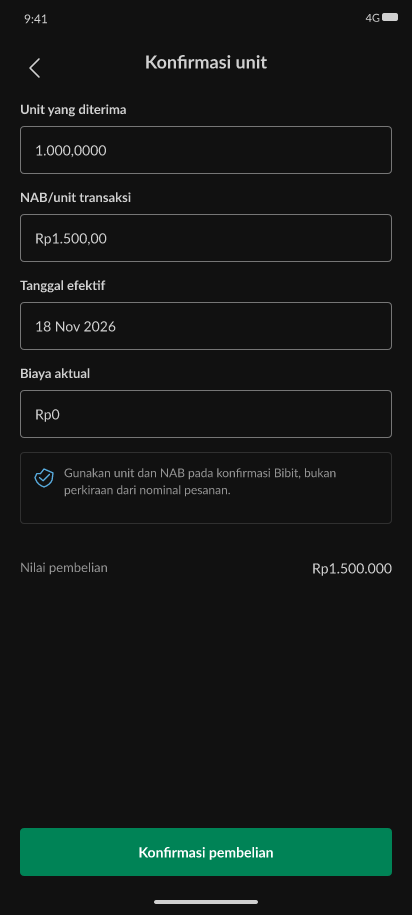 9:41
4G
Konfirmasi unit
Unit yang diterima
1.000,0000
NAB/unit transaksi
Rp1.500,00
Tanggal efektif
18 Nov 2026
Biaya aktual
Rp0
Gunakan unit dan NAB pada konfirmasi Bibit, bukan
perkiraan dari nominal pesanan.
Nilai pembelian
Rp1.500.000
Konfirmasi pembelian